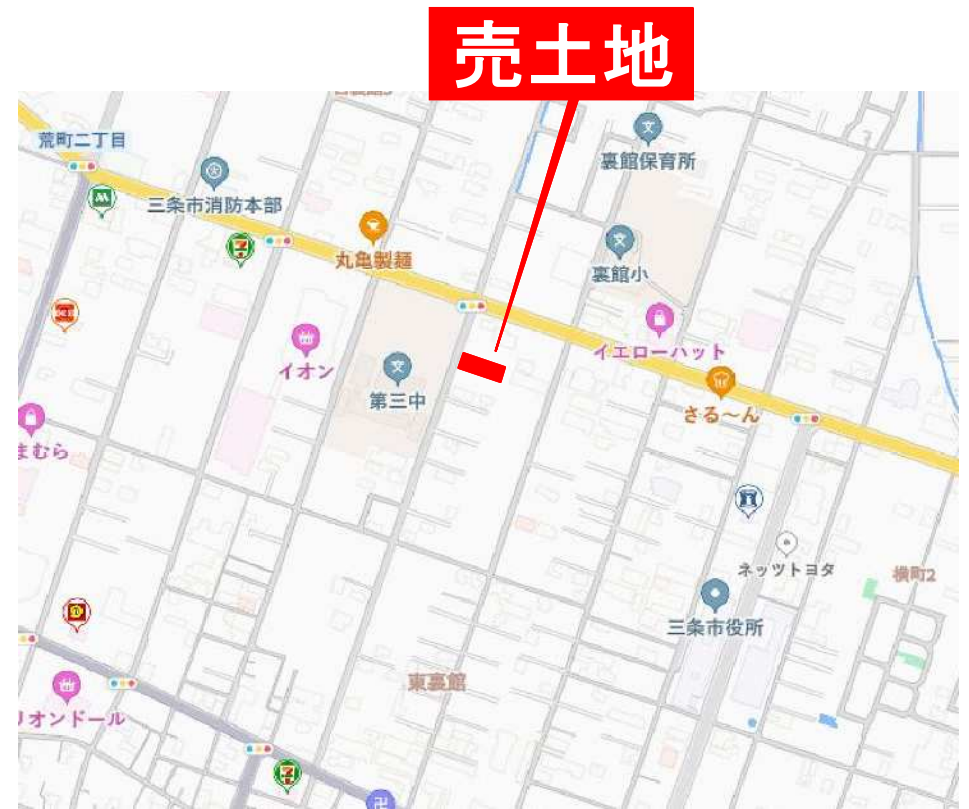 売土地
荒町二丁目
裏館保育所
三条市消防本部
丸亀製麺
裏館小
イエローハット
イオン
第三中
さる〜ん
まむら
ネッツトヨタ
横町2
三条市役所
東裏館
リオンドール